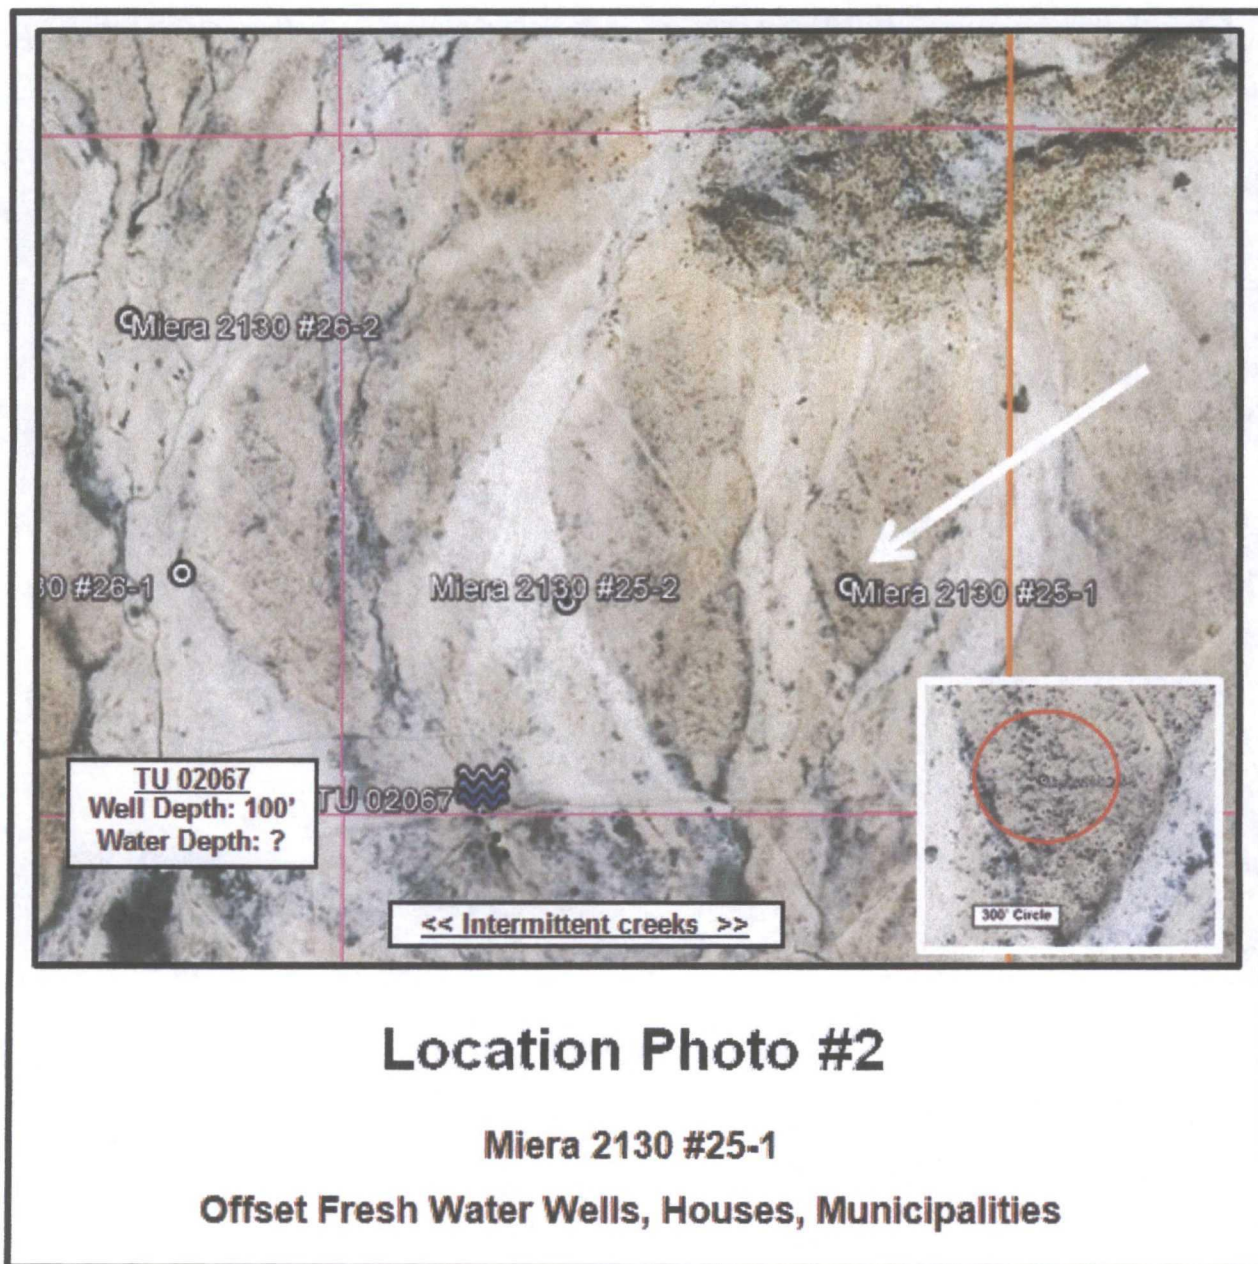 Miera 2130 #26-2
30 #26-1
Miera 2130 #25-2
Miera 2130 #25-1
TU 02067
Well Depth: 100'
Water Depth: ?
TU 02067
<< Intermittent creeks >>
300' Circle
Location Photo #2
Miera 2130 #25-1
Offset Fresh Water Wells, Houses, Municipalities